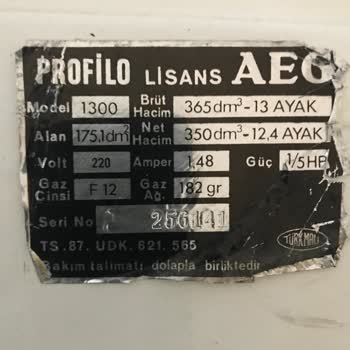 PROFİLO LİSANS AEG
Model 1300 Brüt Hacim 365dm³-13 AYAK
Alan 175,1dm² Net Hacim 350dm³-12,4 AYAK
Volt 220 Amper 1,48 Güç 1/5HP
Gaz Cinsi F 12 Gaz Ağ. 182 gr
Seri No 256141
TS.87. UDK. 621.565
TÜRK MALI
Bakım talimatı dolapla birliktedir